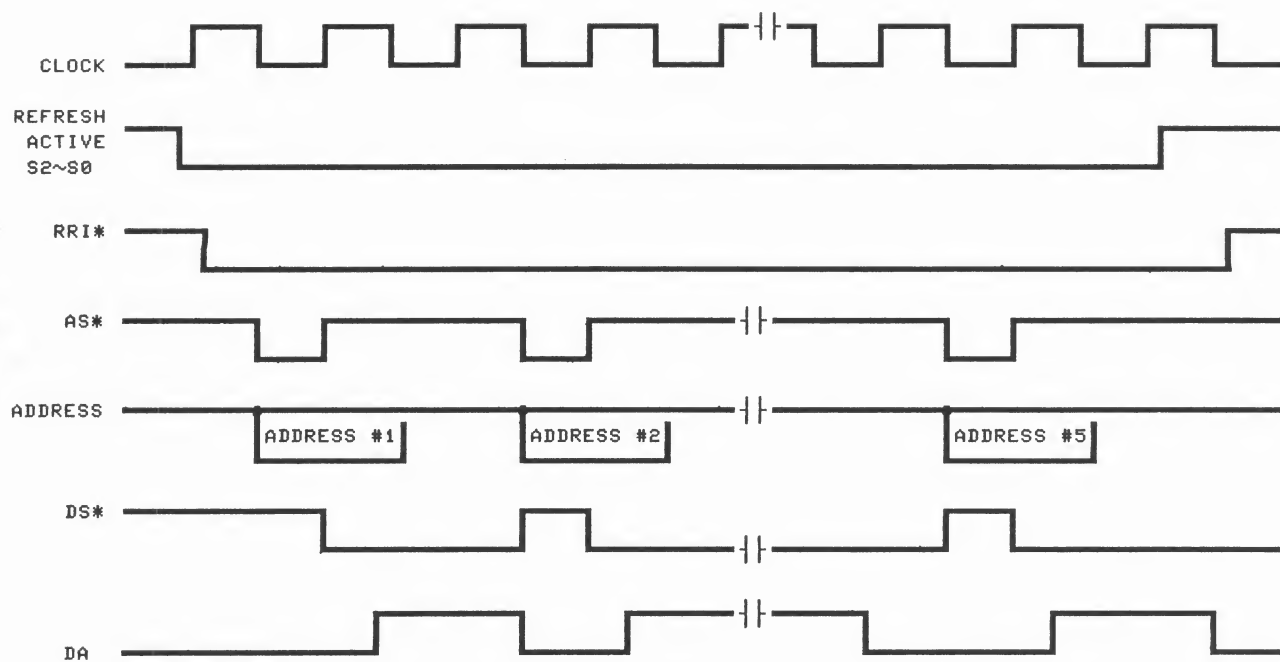 CLOCK
REFRESH
ACTIVE
S2~S0
RRI*
AS*
ADDRESS
ADDRESS #1
ADDRESS #2
ADDRESS #5
DS*
DA